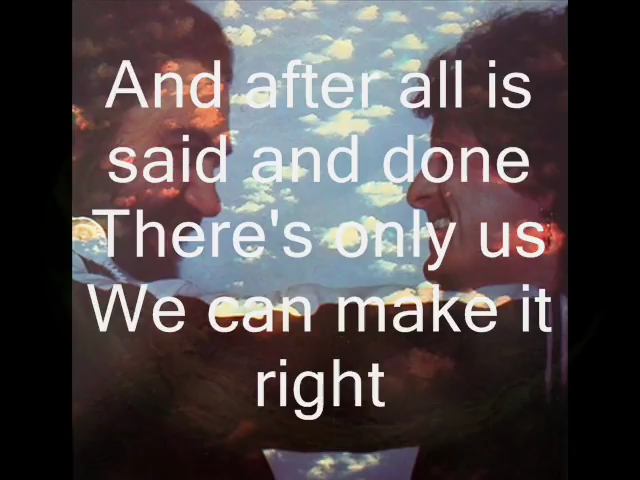 And after all is
said and done
There's only us
We can make it
right